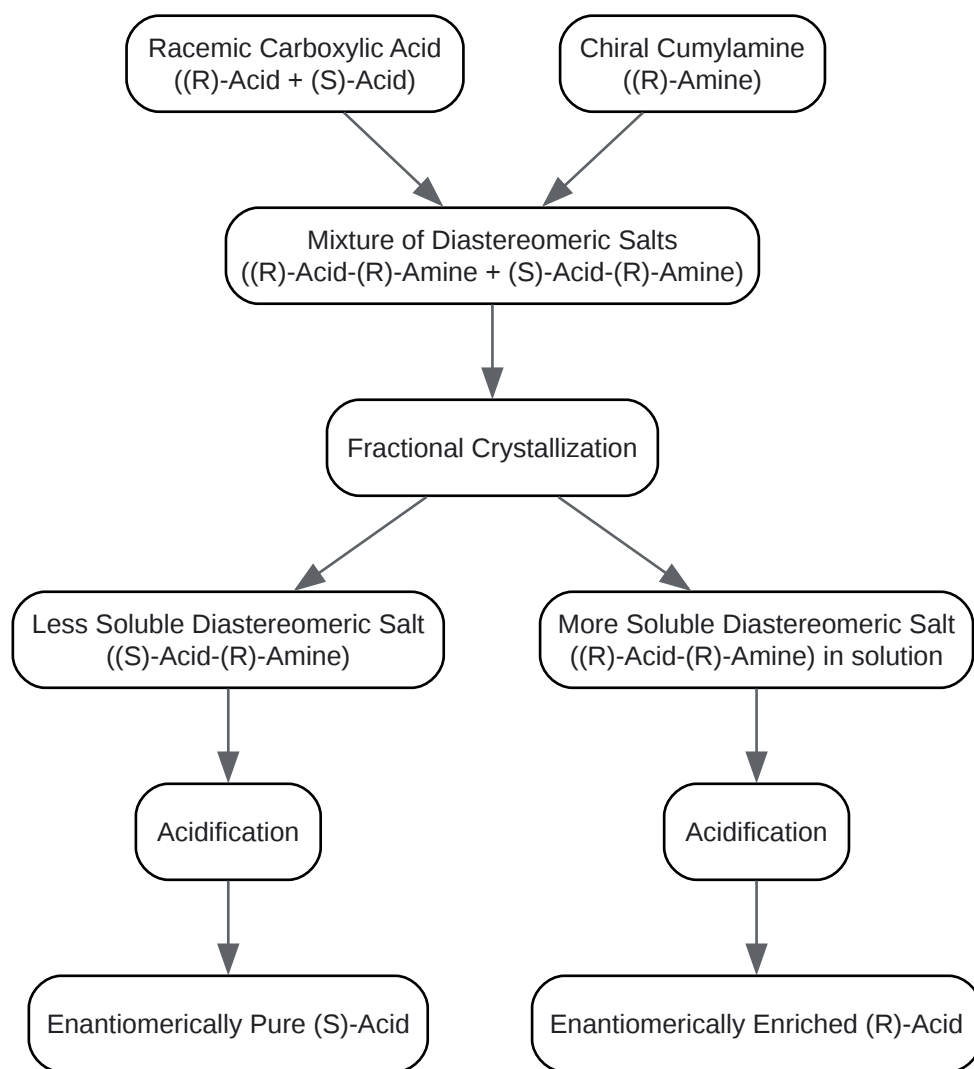 Racemic Carboxylic Acid
((R)-Acid + (S)-Acid)
Chiral Cumylamine
((R)-Amine)
Mixture of Diastereomeric Salts
((R)-Acid-(R)-Amine + (S)-Acid-(R)-Amine)
Fractional Crystallization
Less Soluble Diastereomeric Salt
((S)-Acid-(R)-Amine)
More Soluble Diastereomeric Salt
((R)-Acid-(R)-Amine) in solution
Acidification
Acidification
Enantiomerically Pure (S)-Acid
Enantiomerically Enriched (R)-Acid